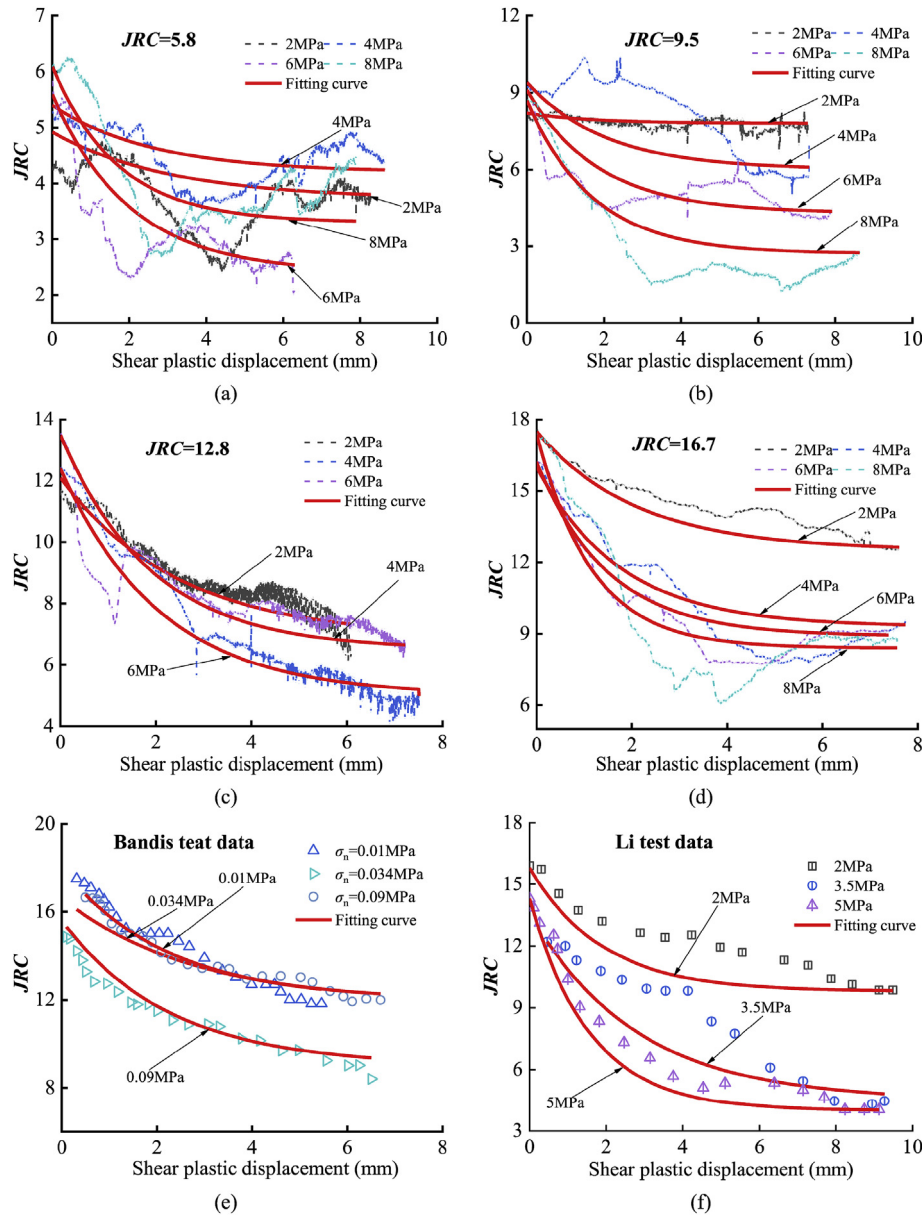 JRC=5.8
2MPa
4MPa
6MPa
8MPa
Fitting curve
4MPa
2MPa
8MPa
6MPa
JRC
7
6
5
4
3
2
0 2 4 6 8 10
Shear plastic displacement (mm)
(a)
JRC=9.5
2MPa
4MPa
6MPa
8MPa
Fitting curve
2MPa
4MPa
6MPa
8MPa
JRC
12
9
6
3
0
0 2 4 6 8 10
Shear plastic displacement (mm)
(b)
JRC=12.8
2MPa
4MPa
6MPa
Fitting curve
2MPa
4MPa
6MPa
JRC
14
12
10
8
6
4
0 2 4 6 8
Shear plastic displacement (mm)
(c)
JRC=16.7
2MPa
4MPa
6MPa
8MPa
Fitting curve
2MPa
4MPa
6MPa
8MPa
JRC
18
15
12
9
6
0 2 4 6 8
Shear plastic displacement (mm)
(d)
Bandis teat data
σn=0.01MPa
σn=0.034MPa
σn=0.09MPa
Fitting curve
0.01MPa
0.034MPa
0.09MPa
JRC
20
16
12
8
0 1 2 3 4 5 6 7
Shear plastic displacement (mm)
(e)
Li test data
2MPa
3.5MPa
5MPa
Fitting curve
2MPa
3.5MPa
5MPa
JRC
18
15
12
9
6
3
0 2 4 6 8 10
Shear plastic displacement (mm)
(f)